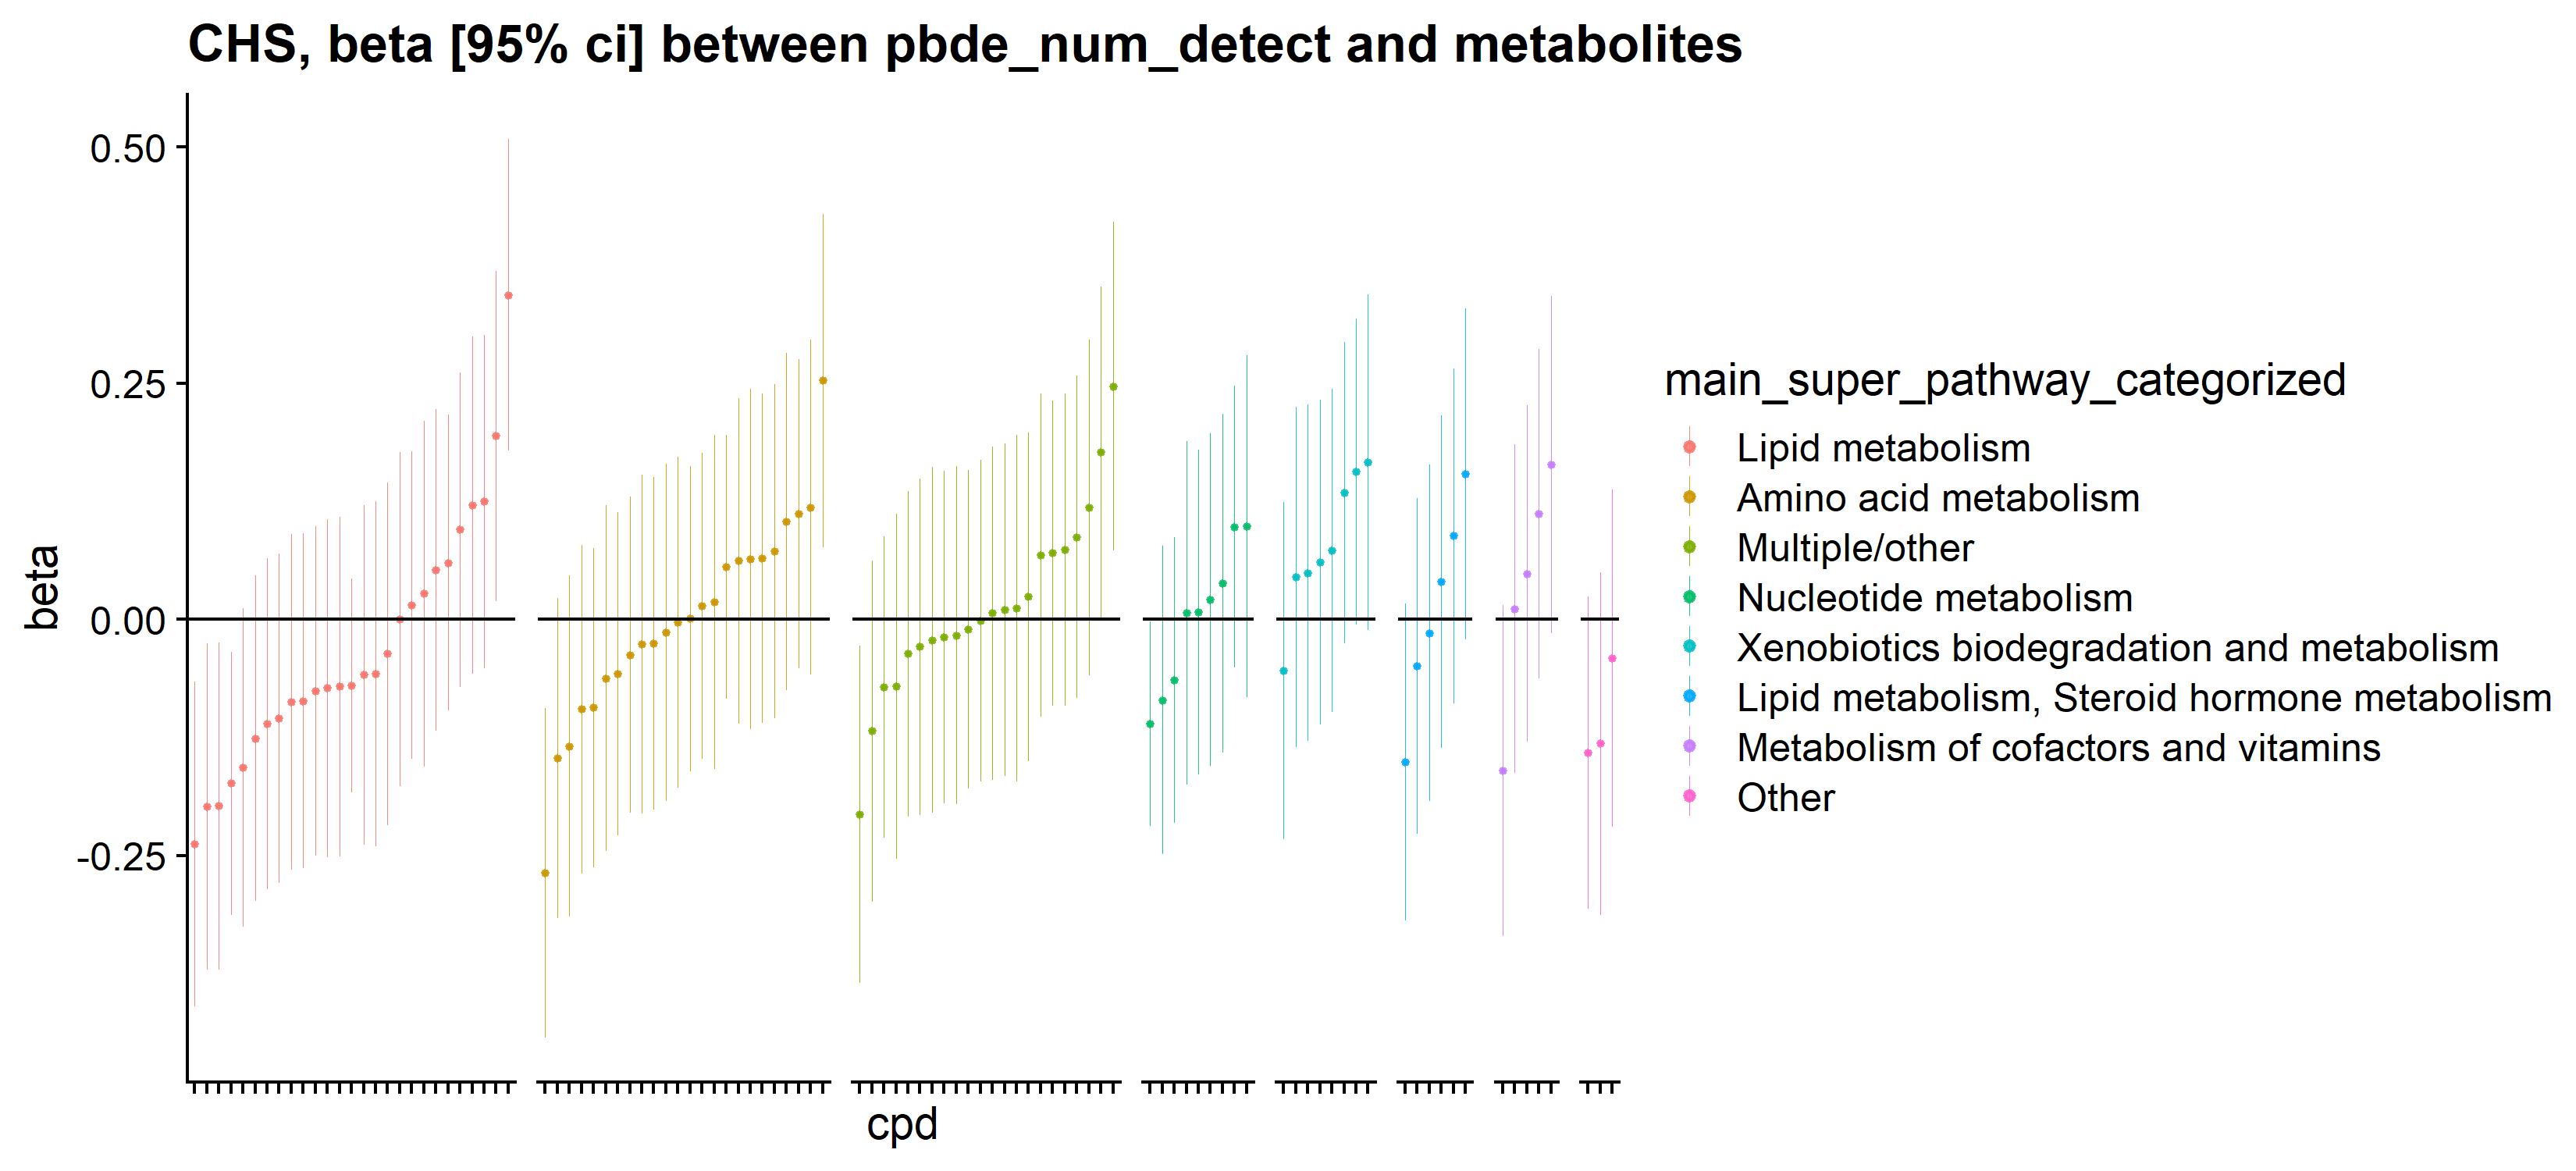 CHS, beta [95% ci] between pbde_num_detect and metabolites
0.50
0.25
0.00
-0.25
beta
cpd
main_super_pathway_categorized
Lipid metabolism
Amino acid metabolism
Multiple/other
Nucleotide metabolism
Xenobiotics biodegradation and metabolism
Lipid metabolism, Steroid hormone metabolism
Metabolism of cofactors and vitamins
Other